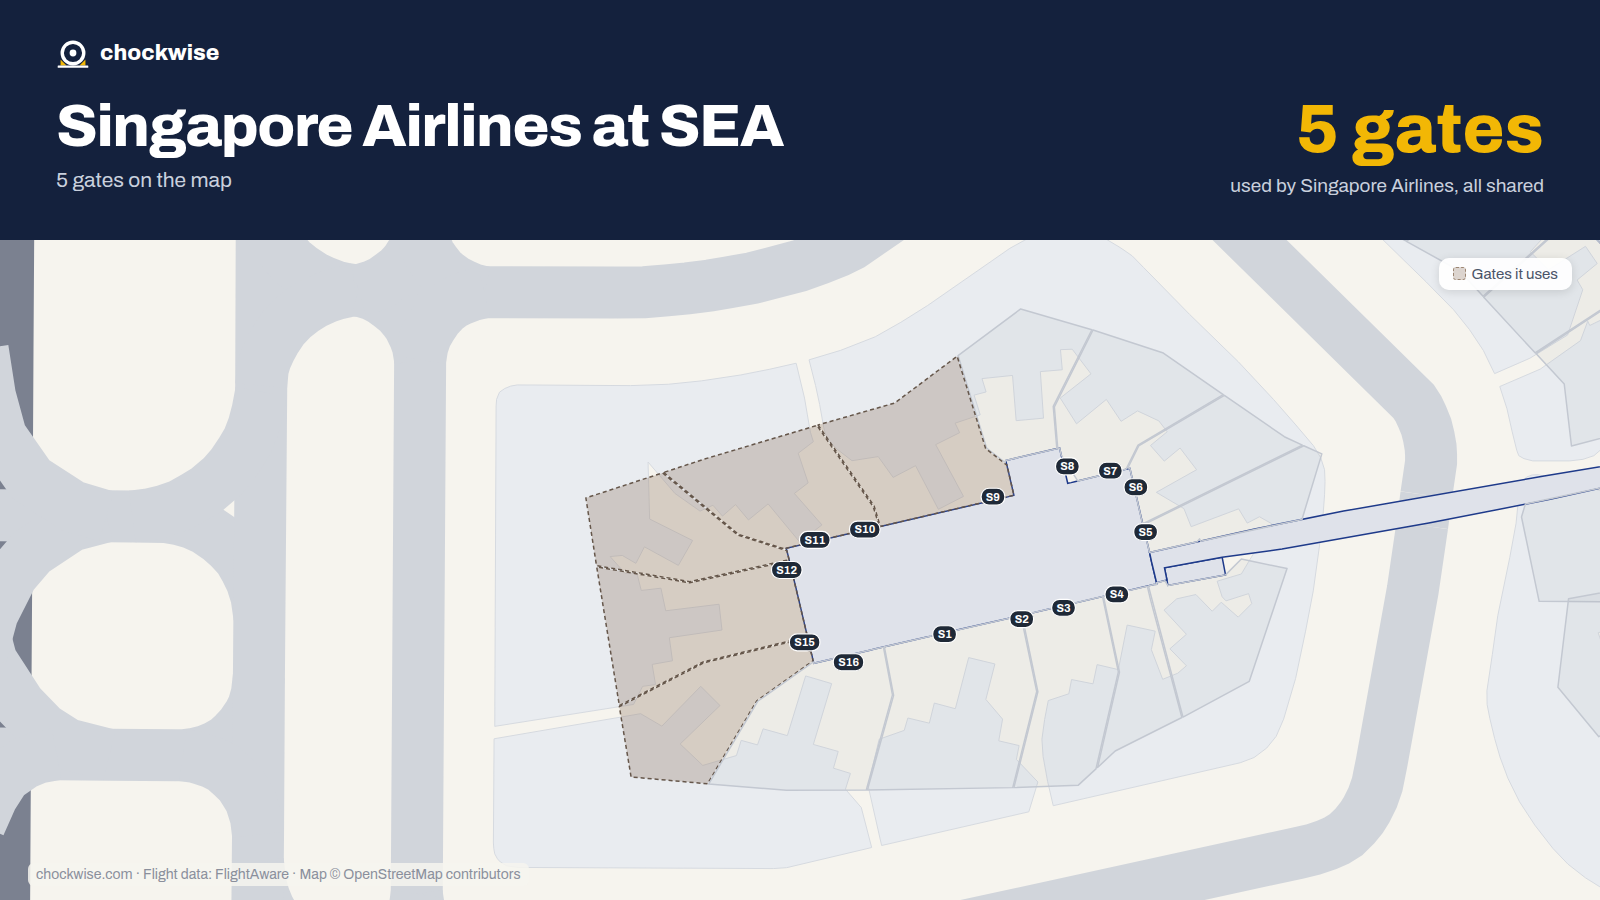 chockwise
Singapore Airlines at SEA
5 gates on the map
5 gates
used by Singapore Airlines, all shared
Gates it uses
S8
S7
S6
S9
S10
S5
S11
S12
S4
S3
S2
S1
S15
S16
chockwise.com · Flight data: FlightAware · Map © OpenStreetMap contributors